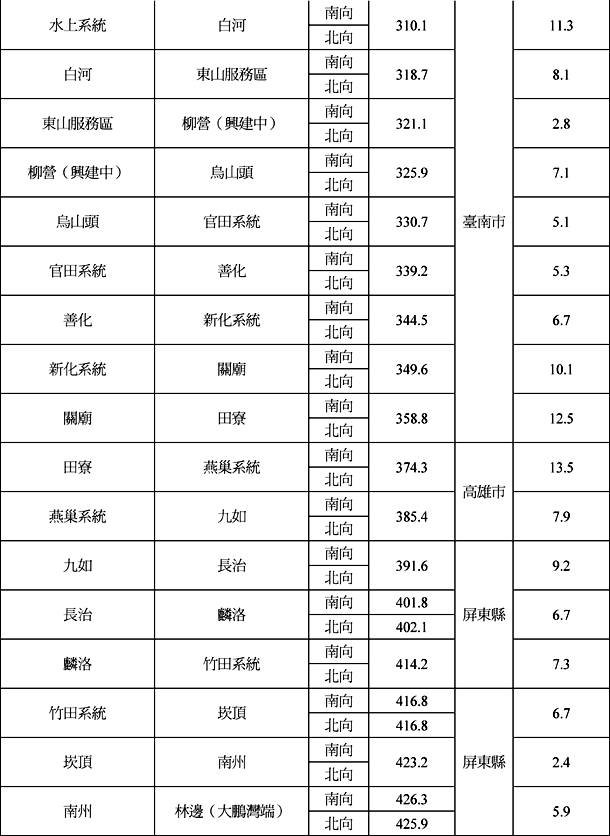 水上系統 白河 南向 北向 310.1 11.3
白河 東山服務區 南向 北向 318.7 8.1
東山服務區 柳營（興建中） 南向 北向 321.1 2.8
柳營（興建中） 烏山頭 南向 北向 325.9 7.1
烏山頭 官田系統 南向 北向 330.7 臺南市 5.1
官田系統 善化 南向 北向 339.2 5.3
善化 新化系統 南向 北向 344.5 6.7
新化系統 關廟 南向 北向 349.6 10.1
關廟 田寮 南向 北向 358.8 12.5
田寮 燕巢系統 南向 北向 374.3 高雄市 13.5
燕巢系統 九如 南向 北向 385.4 7.9
九如 長治 南向 北向 391.6 9.2
長治 麟洛 南向 401.8 北向 402.1 屏東縣 6.7
麟洛 竹田系統 南向 北向 414.2 7.3
竹田系統 崁頂 南向 416.8 北向 416.8 6.7
崁頂 南州 南向 北向 423.2 屏東縣 2.4
南州 林邊（大鵬灣端） 南向 426.3 北向 425.9 5.9